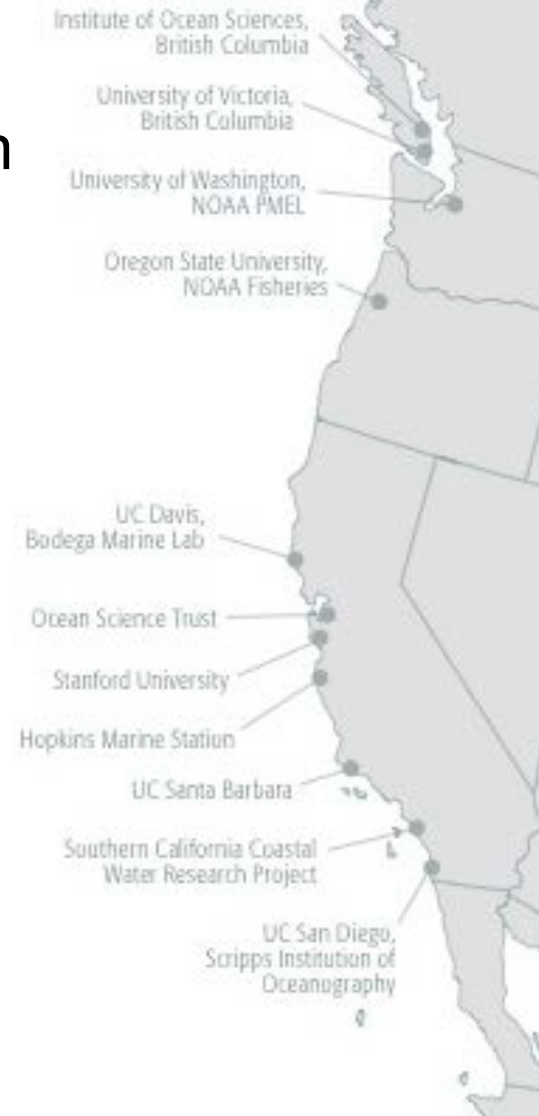 Institute of Ocean Sciences,
British Columbia
n
University of Victoria,
British Columbia
University of Washington,
NOAA PMEL
Oregon State University,
NOAA Fisheries
UC Davis,
Bodega Marine Lab
Ocean Science Trust
Stanford University
Hopkins Marine Station
UC Santa Barbara
Southern California Coastal
Water Research Project
UC San Diego,
Scripps Institution of
Oceanography